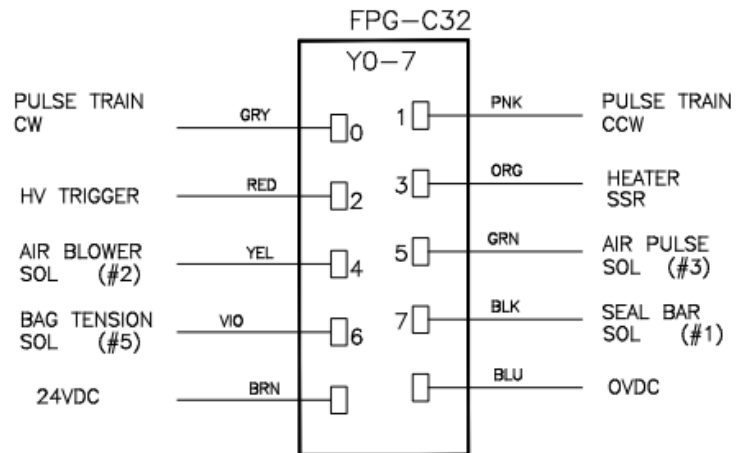 FPG-C32
Y0-7
PULSE TRAIN
CW
GRY
0
1
PNK
PULSE TRAIN
CCW
HV TRIGGER
RED
2
3
ORG
HEATER
SSR
AIR BLOWER
SOL (#2)
YEL
4
5
GRN
AIR PULSE
SOL (#3)
BAG TENSION
SOL (#5)
VIO
6
7
BLK
SEAL BAR
SOL (#1)
24VDC
BRN
BLU
0VDC